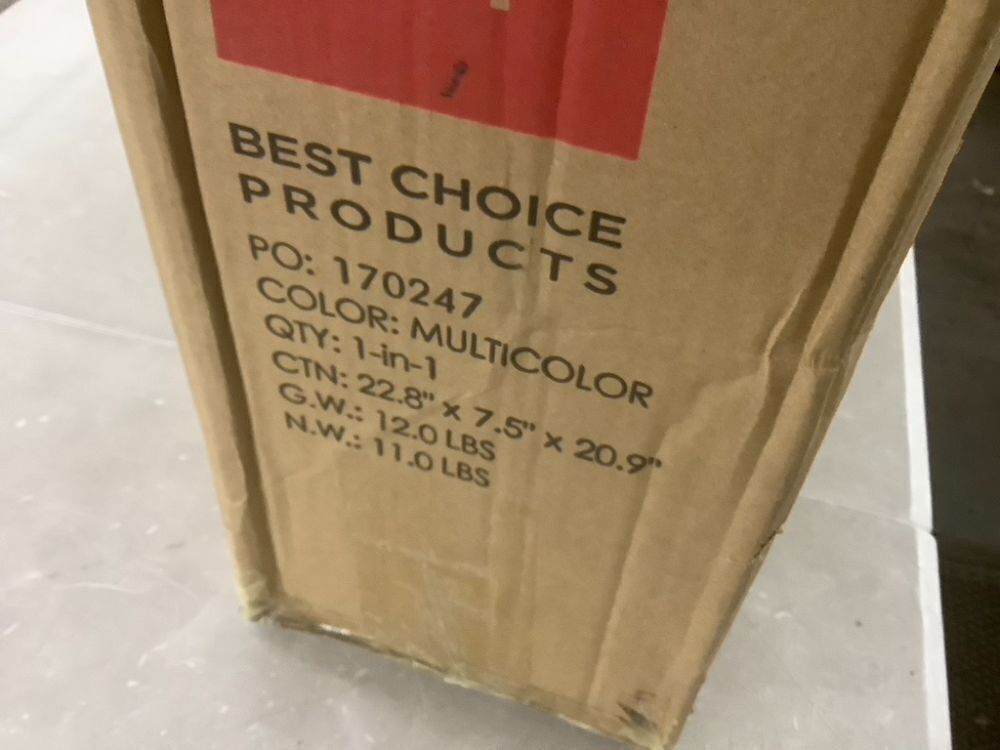 BEST CHOICE
PRODUCTS
PO: 170247
COLOR: MULTICOLOR
QTY: 1-in-1
CTN: 22.8" x 7.5" x 20.9"
G.W.: 12.0 LBS
N.W.: 11.0 LBS